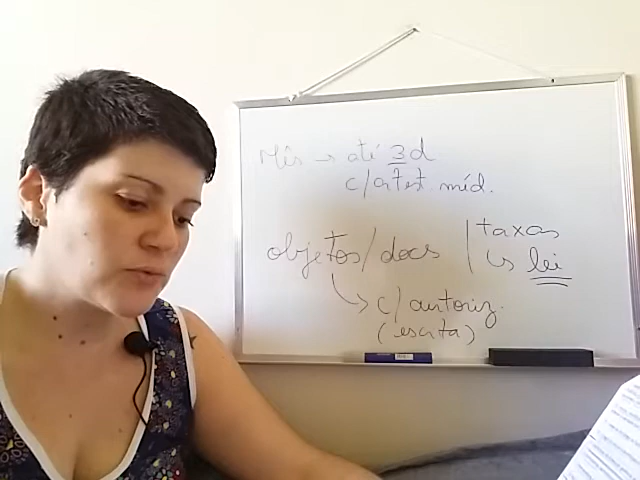 Mês → até 3d
c/ atest. méd.
objetos/docs | taxas
↳ lei
↳ c/ autoriz.
(escrita)